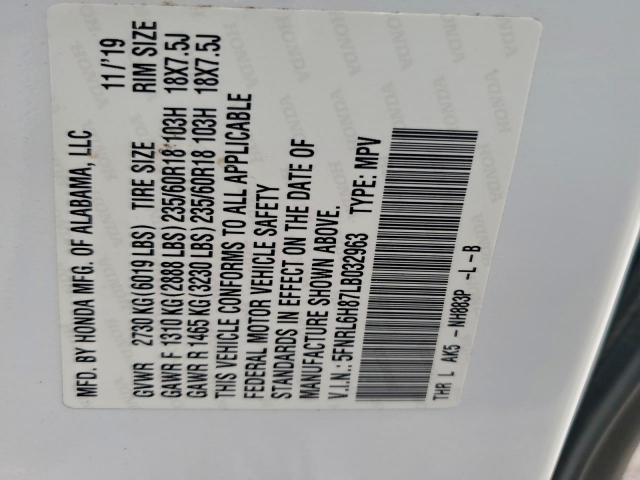 MFD. BY HONDA MFG. OF ALABAMA, LLC 11/'19
GVWR 2730 KG (6019 LBS) TIRE SIZE RIM SIZE
GAWR F 1310 KG (2888 LBS) 235/60R18 103H 18X7.5J
GAWR R 1465 KG (3230 LBS) 235/60R18 103H 18X7.5J
THIS VEHICLE CONFORMS TO ALL APPLICABLE
FEDERAL MOTOR VEHICLE SAFETY
STANDARDS IN EFFECT ON THE DATE OF
MANUFACTURE SHOWN ABOVE.
V.I.N.: 5FNRL6H87LB032963 TYPE: MPV
THR L AK5 - NH883P -L -B